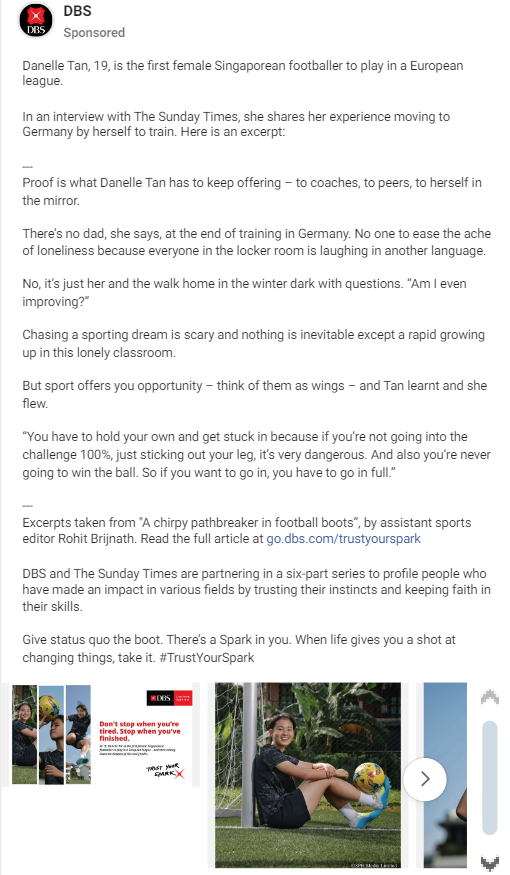 DBS
DBS
Sponsored
Danelle Tan, 19, is the first female Singaporean footballer to play in a European
league.
In an interview with The Sunday Times, she shares her experience moving to
Germany by herself to train. Here is an excerpt:
---
Proof is what Danelle Tan has to keep offering – to coaches, to peers, to herself in
the mirror.
There's no dad, she says, at the end of training in Germany. No one to ease the ache
of loneliness because everyone in the locker room is laughing in another language.
No, it's just her and the walk home in the winter dark with questions. “Am I even
improving?”
Chasing a sporting dream is scary and nothing is inevitable except a rapid growing
up in this lonely classroom.
But sport offers you opportunity – think of them as wings – and Tan learnt and she
flew.
“You have to hold your own and get stuck in because if you're not going into the
challenge 100%, just sticking out your leg, it's very dangerous. And also you're never
going to win the ball. So if you want to go in, you have to go in full.”
---
Excerpts taken from "A chirpy pathbreaker in football boots”, by assistant sports
editor Rohit Brijnath. Read the full article at go.dbs.com/trustyourspark
DBS and The Sunday Times are partnering in a six-part series to profile people who
have made an impact in various fields by trusting their instincts and keeping faith in
their skills.
Give status quo the boot. There's a Spark in you. When life gives you a shot at
changing things, take it. #TrustYourSpark
DBS
Don't stop when you're
tired. Stop when you've
finished.
TRUST YOUR
SPARK
©SPH Media Limited